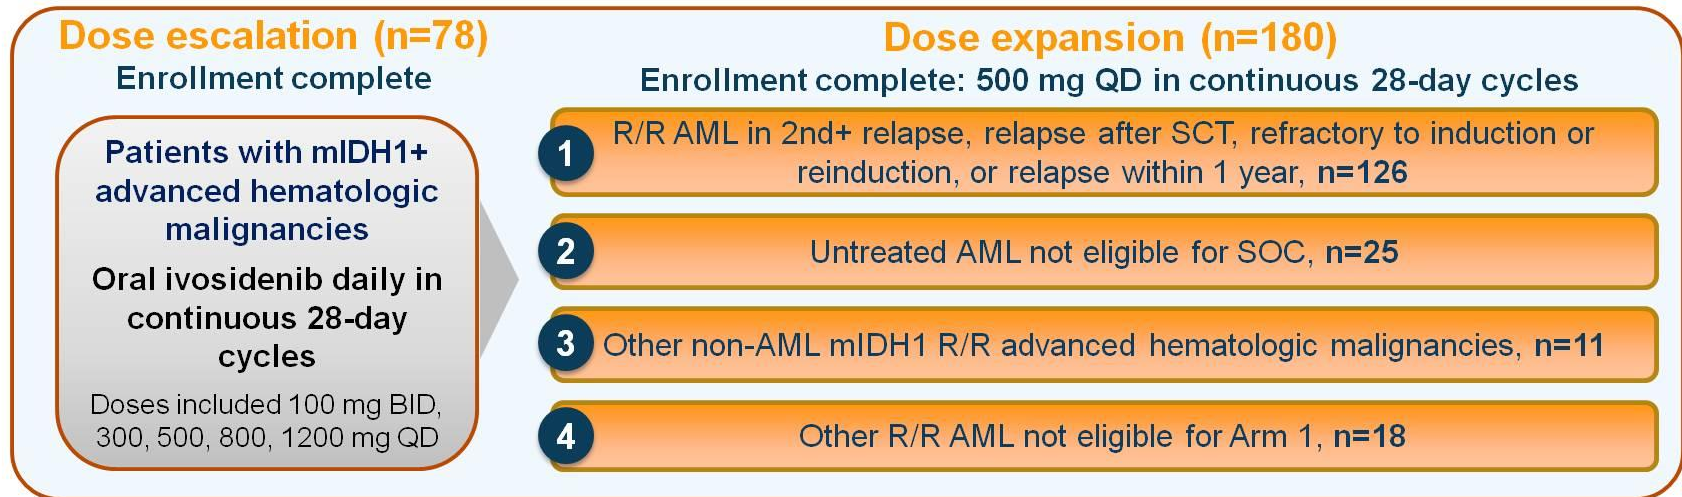 Dose escalation (n=78)
Enrollment complete
Patients with mIDH1+
advanced hematologic
malignancies
Oral ivosidenib daily in
continuous 28-day
cycles
Doses included 100 mg BID,
300, 500, 800, 1200 mg QD
Dose expansion (n=180)
Enrollment complete: 500 mg QD in continuous 28-day cycles
1
R/R AML in 2nd+ relapse, relapse after SCT, refractory to induction or
reinduction, or relapse within 1 year, n=126
2
Untreated AML not eligible for SOC, n=25
3
Other non-AML mIDH1 R/R advanced hematologic malignancies, n=11
4
Other R/R AML not eligible for Arm 1, n=18